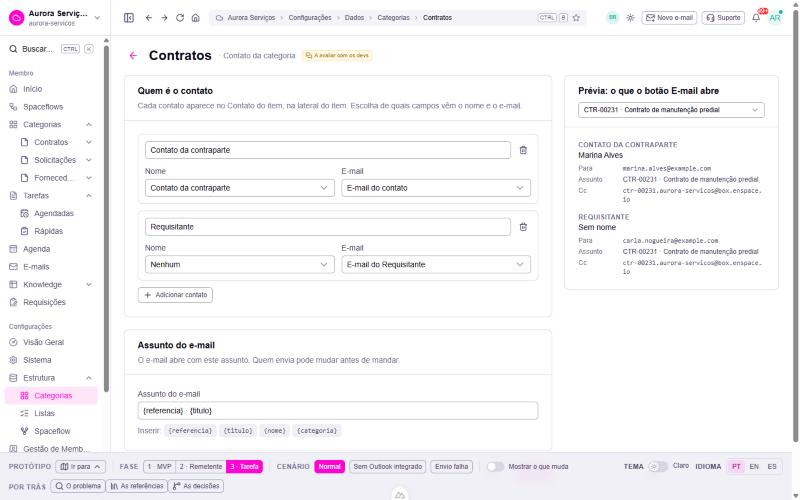 Aurora Serviç...
aurora-servicos
Aurora Serviços > Configurações > Dados > Categorias > Contratos
CTRL B
BR
Novo e-mail
Suporte
99+
AR
Buscar...
CTRL K
Membro
Início
Spaceflows
Categorias
Contratos
Solicitações
Forneced...
Tarefas
Agendadas
Rápidas
Agenda
E-mails
Knowledge
Requisições
Configurações
Visão Geral
Sistema
Estrutura
Categorias
Listas
Spaceflow
Gestão de Memb...
Contratos · Contato da categoria
A avaliar com os devs
Quem é o contato
Cada contato aparece no Contato do item, na lateral do item. Escolha de quais campos vêm o nome e o e-mail.
Contato da contraparte
Nome
E-mail
Contato da contraparte
E-mail do contato
Requisitante
Nome
E-mail
Nenhum
E-mail do Requisitante
Adicionar contato
Assunto do e-mail
O e-mail abre com este assunto. Quem envia pode mudar antes de mandar.
Assunto do e-mail
{referencia} · {titulo}
Inserir: {referencia} {titulo} {nome} {categoria}
Prévia: o que o botão E-mail abre
CTR-00231 · Contrato de manutenção predial
CONTATO DA CONTRAPARTE
Marina Alves
Para marina.alves@example.com
Assunto CTR-00231 · Contrato de manutenção predial
Cc ctr-00231.aurora-servicos@box.enspace.
io
REQUISITANTE
Sem nome
Para carla.nogueira@example.com
Assunto CTR-00231 · Contrato de manutenção predial
Cc ctr-00231.aurora-servicos@box.enspace.
io
PROTÓTIPO Ir para FASE 1 · MVP 2 · Remetente 3 · Tarefa CENÁRIO Normal Sem Outlook integrado Envio falha Mostrar o que muda TEMA Claro IDIOMA PT EN ES
POR TRÁS O problema As referências As decisões